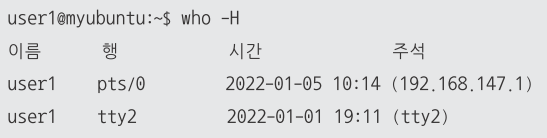 user1@myubuntu:~$ who -H
이름 행 시간 주석
user1 pts/0 2022-01-05 10:14 (192.168.147.1)
user1 tty2 2022-01-01 19:11 (tty2)